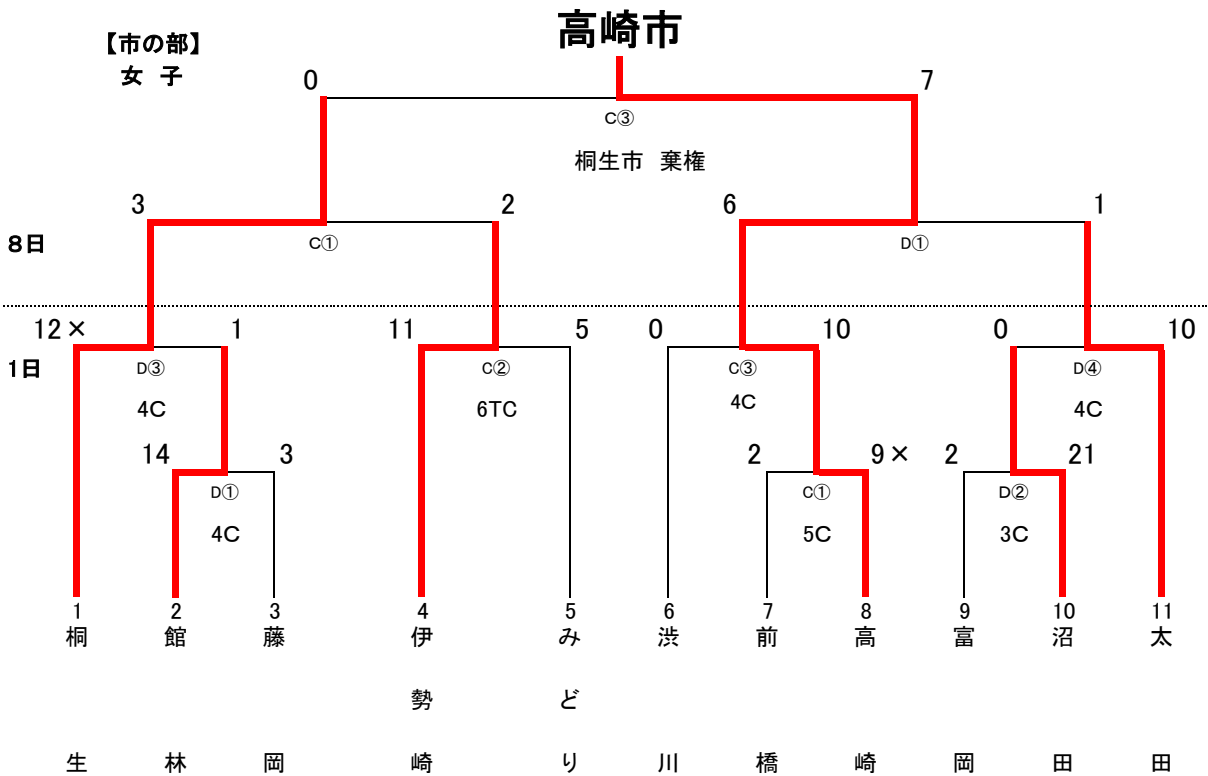 高崎市
【市の部】
女 子
0 7
C③
桐生市 棄権
3 2 6 1
8日
C① D①
12× 1 11 5 0 10 0 10
1日
D③ C② C③ D④
4C 6TC 4C 4C
14 3 2 9× 2 21
D① C① D②
4C 5C 3C
1 2 3 4 5 6 7 8 9 10 11
桐生 館林 藤岡 伊勢崎 みどり 渋川 前橋 高崎 富岡 沼田 太田